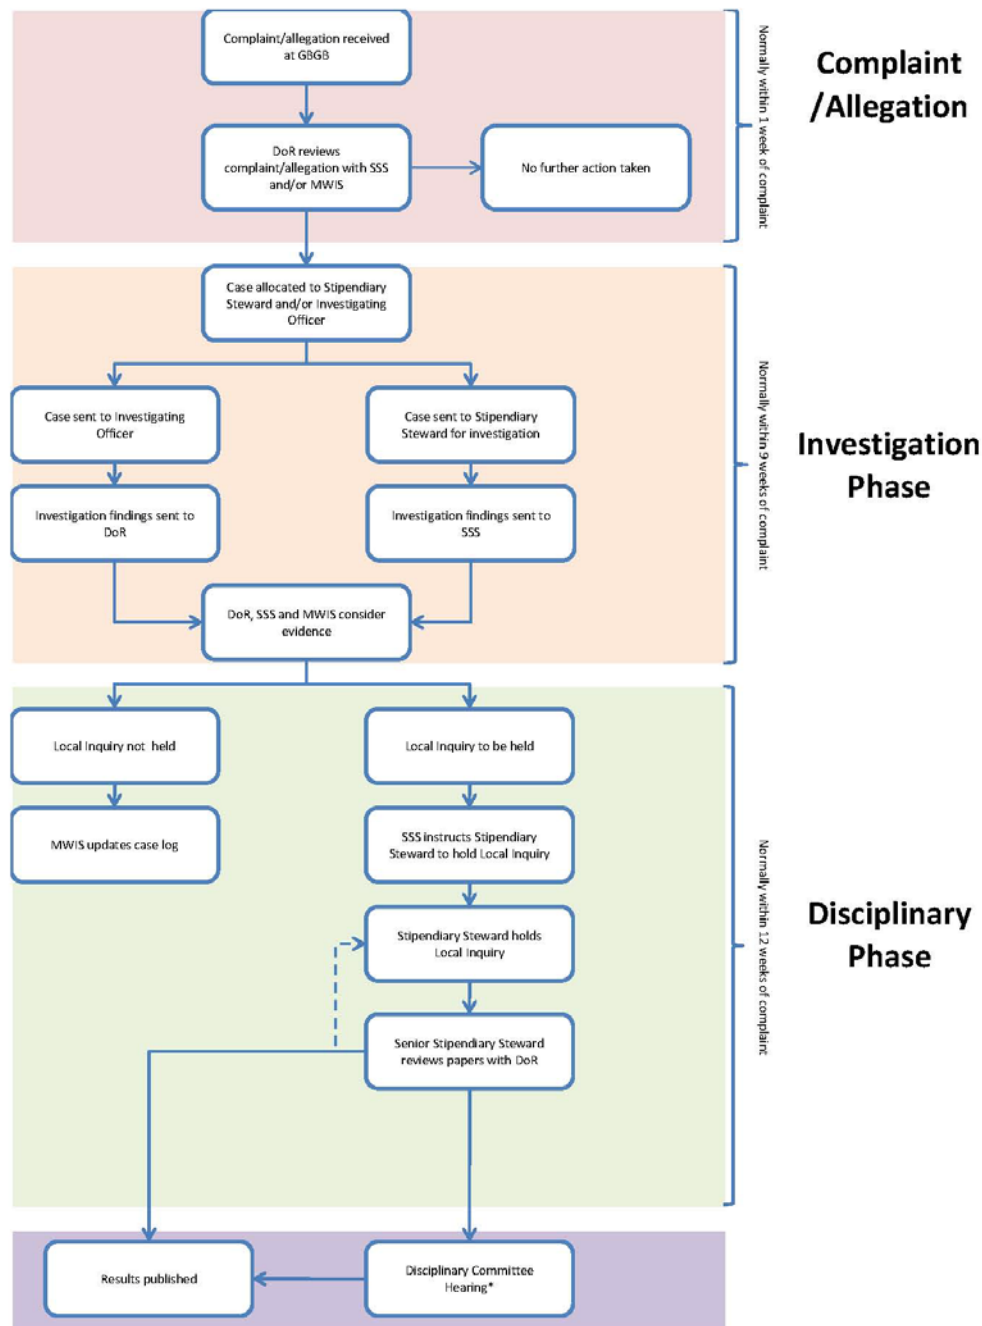 Complaint/allegation received
at GBGB
Normally within 1 week of complaint
Complaint
/Allegation
DoR reviews
complaint/allegation with SSS
and/or MWIS
No further action taken
Case allocated to Stipendiary
Steward and/or Investigating
Officer
Case sent to Investigating
Officer
Case sent to Stipendiary
Steward for investigation
Normally within 9 weeks of complaint
Investigation
Phase
Investigation findings sent to
DoR
Investigation findings sent to
SSS
DoR, SSS and MWIS consider
evidence
Local Inquiry not held
Local Inquiry to be held
MWIS updates case log
SSS instructs Stipendiary
Steward to hold Local Inquiry
Normally within 12 weeks of complaint
Disciplinary
Phase
Stipendiary Steward holds
Local Inquiry
Senior Stipendiary Steward
reviews papers with DoR
Results published
Disciplinary Committee
Hearing*